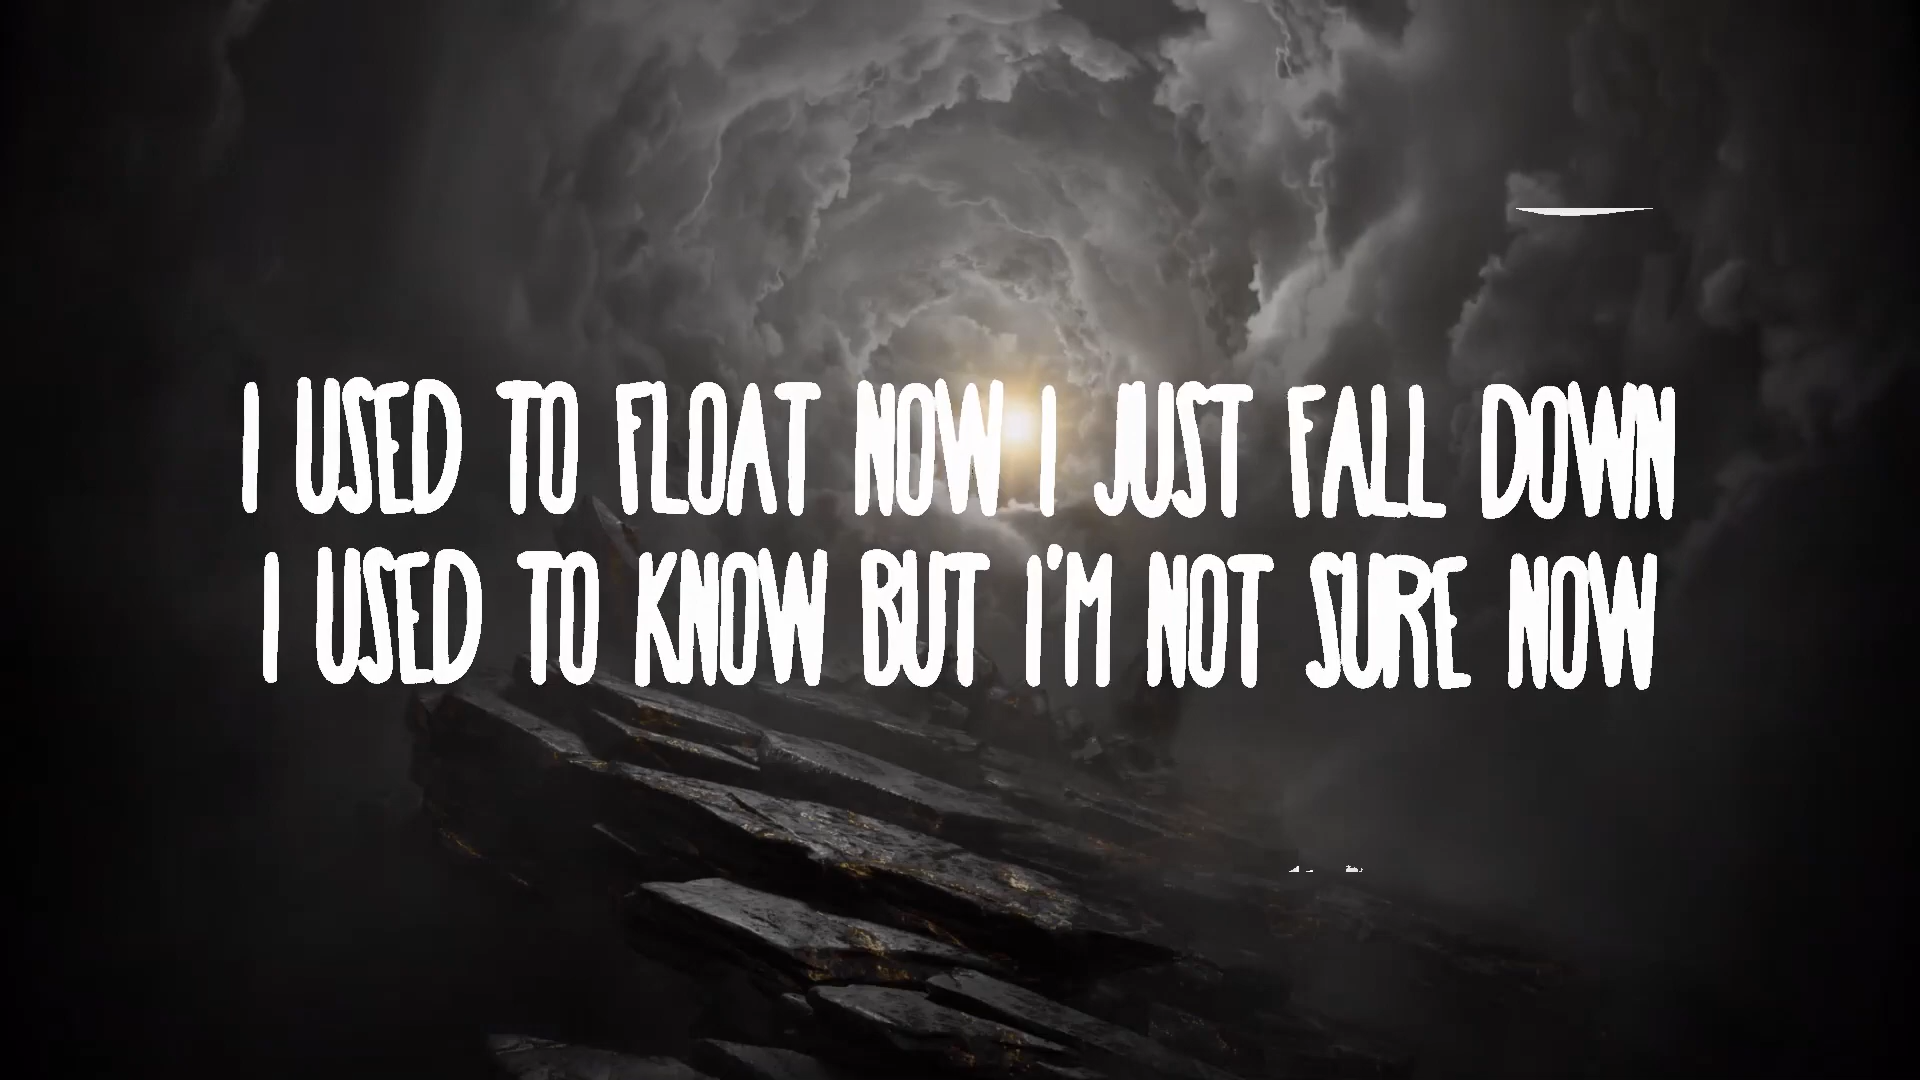 I USED TO FLOAT NOW I JUST FALL DOWN
I USED TO KNOW BUT I'M NOT SURE NOW